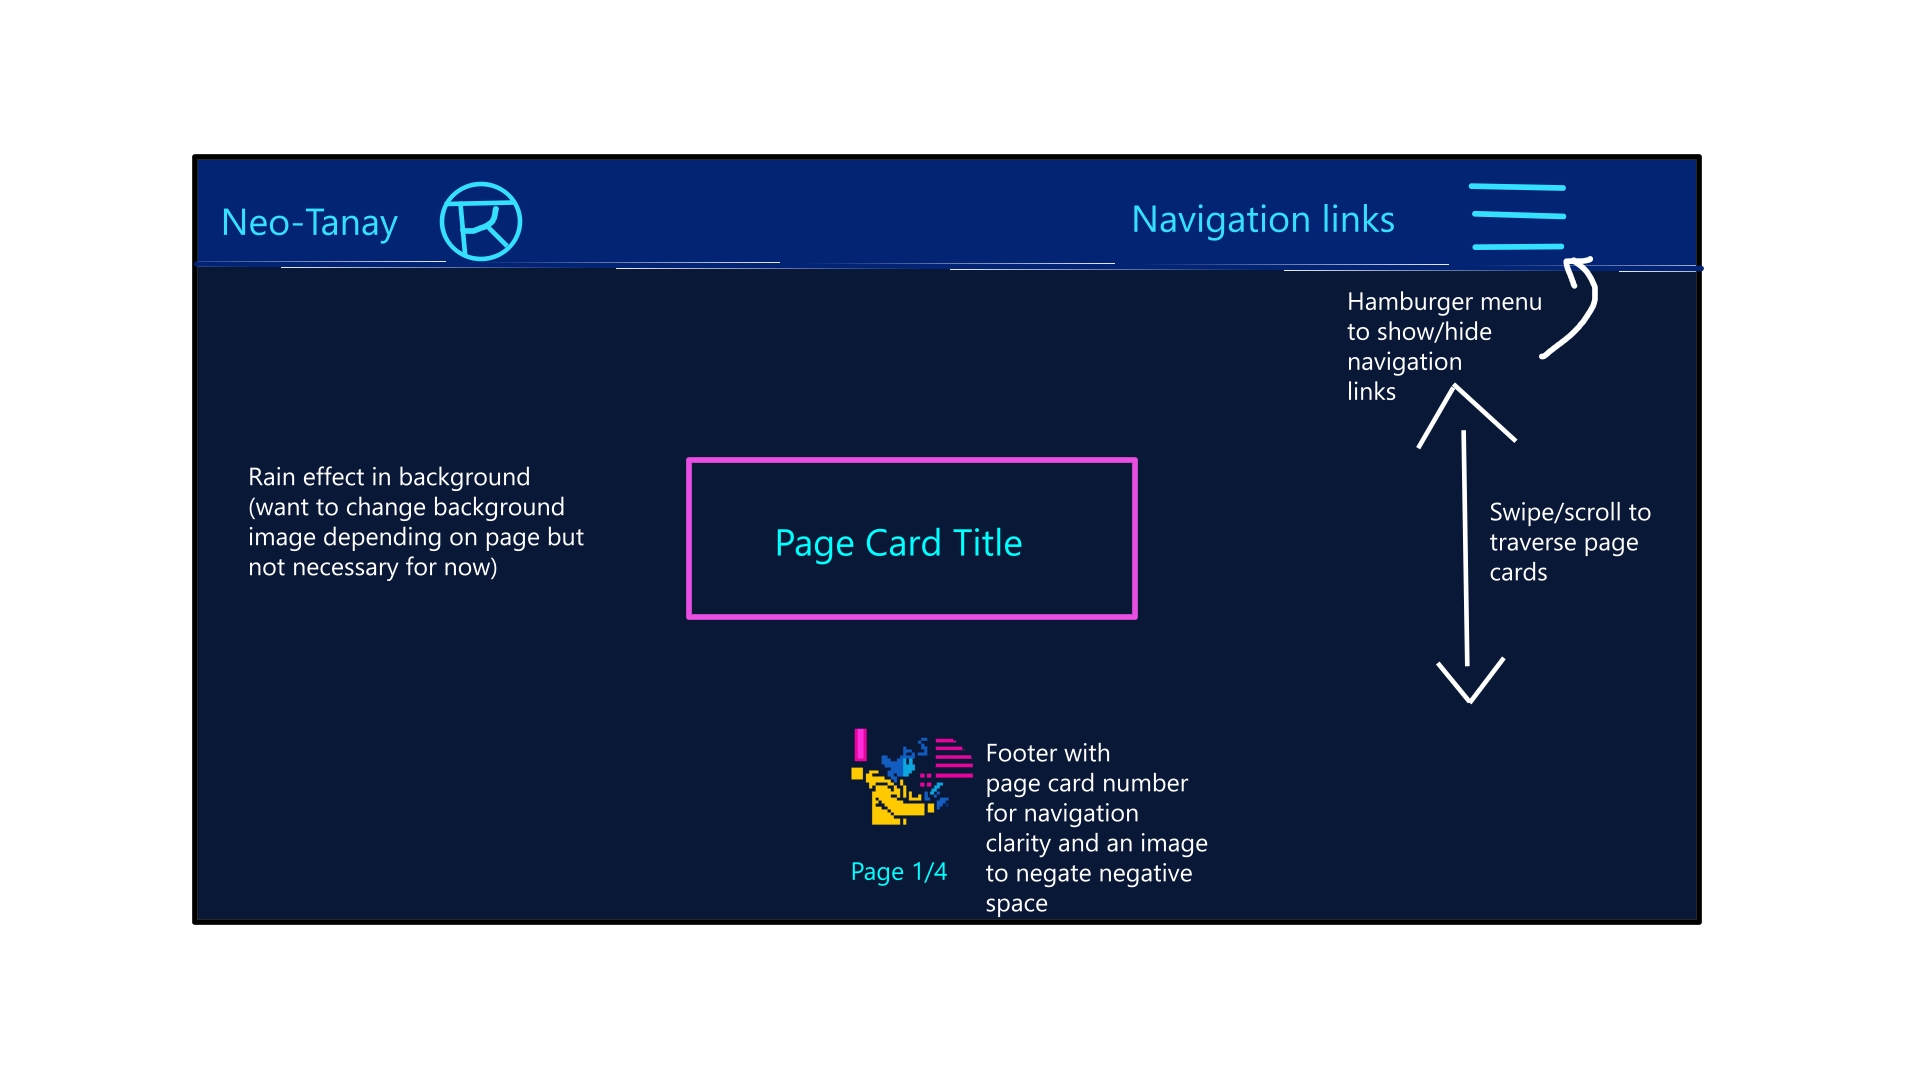 Neo-Tanay
Navigation links
Hamburger menu
to show/hide
navigation
links
Rain effect in background
(want to change background
image depending on page but
not necessary for now)
Page Card Title
Swipe/scroll to
traverse page
cards
Footer with
page card number
for navigation
clarity and an image
to negate negative
space
Page 1/4